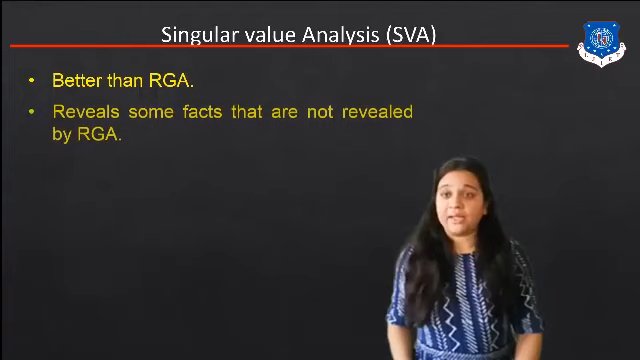 Singular value Analysis (SVA)
• Better than RGA.
• Reveals some facts that are not revealed
by RGA.